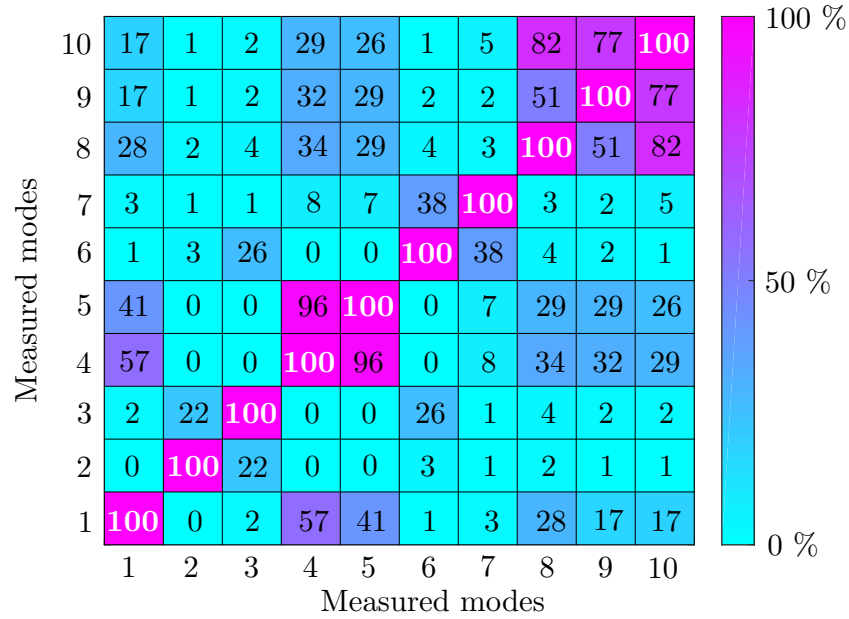 100 %
10 17 1 2 29 26 1 5 82 77 100
9 17 1 2 32 29 2 2 51 100 77
8 28 2 4 34 29 4 3 100 51 82
7 3 1 1 8 7 38 100 3 2 5
6 1 3 26 0 0 100 38 4 2 1
50 %
5 41 0 0 96 100 0 7 29 29 26
4 57 0 0 100 96 0 8 34 32 29
3 2 22 100 0 0 26 1 4 2 2
2 0 100 22 0 0 3 1 2 1 1
1 100 0 2 57 41 1 3 28 17 17
0 %
1 2 3 4 5 6 7 8 9 10
Measured modes
Measured modes